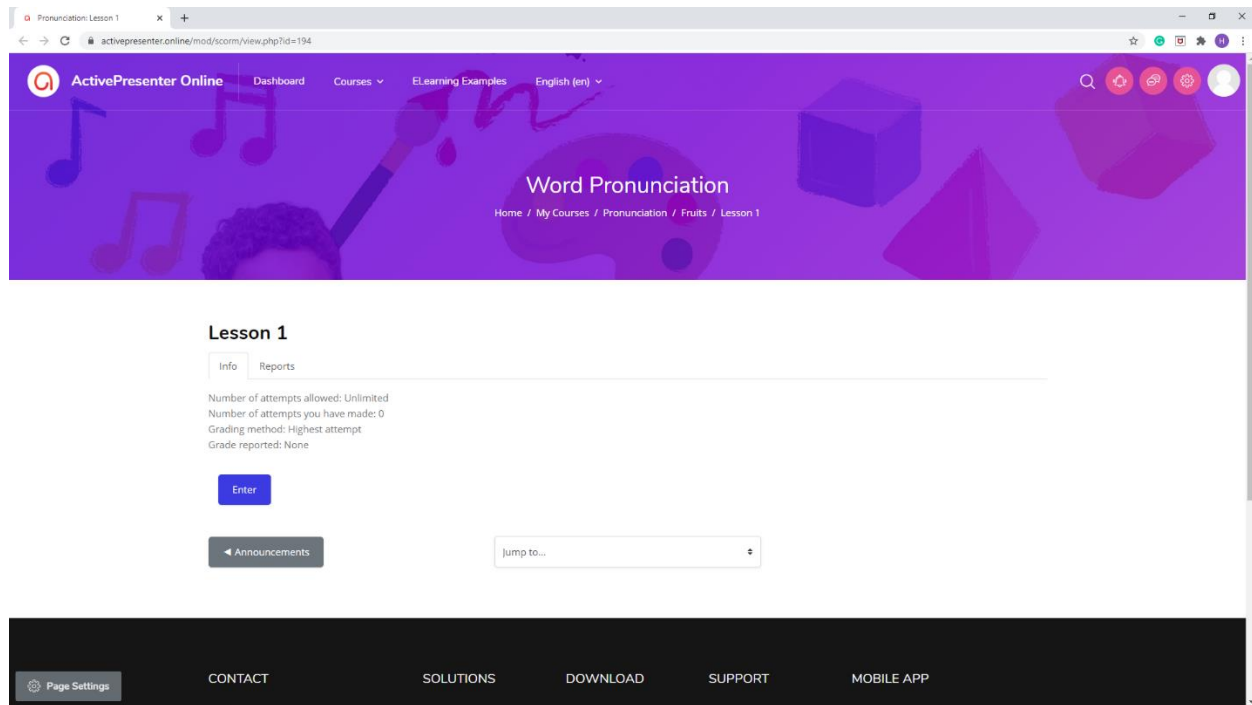 Pronunciation: Lesson 1
activepresenter.online/mod/scorm/view.php?id=194
H
ActivePresenter Online Dashboard Courses ELearning Examples English (en)
Word Pronunciation
Home / My Courses / Pronunciation / Fruits / Lesson 1
Lesson 1
Info Reports
Number of attempts allowed: Unlimited
Number of attempts you have made: 0
Grading method: Highest attempt
Grade reported: None
Enter
◄ Announcements Jump to...
Page Settings CONTACT SOLUTIONS DOWNLOAD SUPPORT MOBILE APP